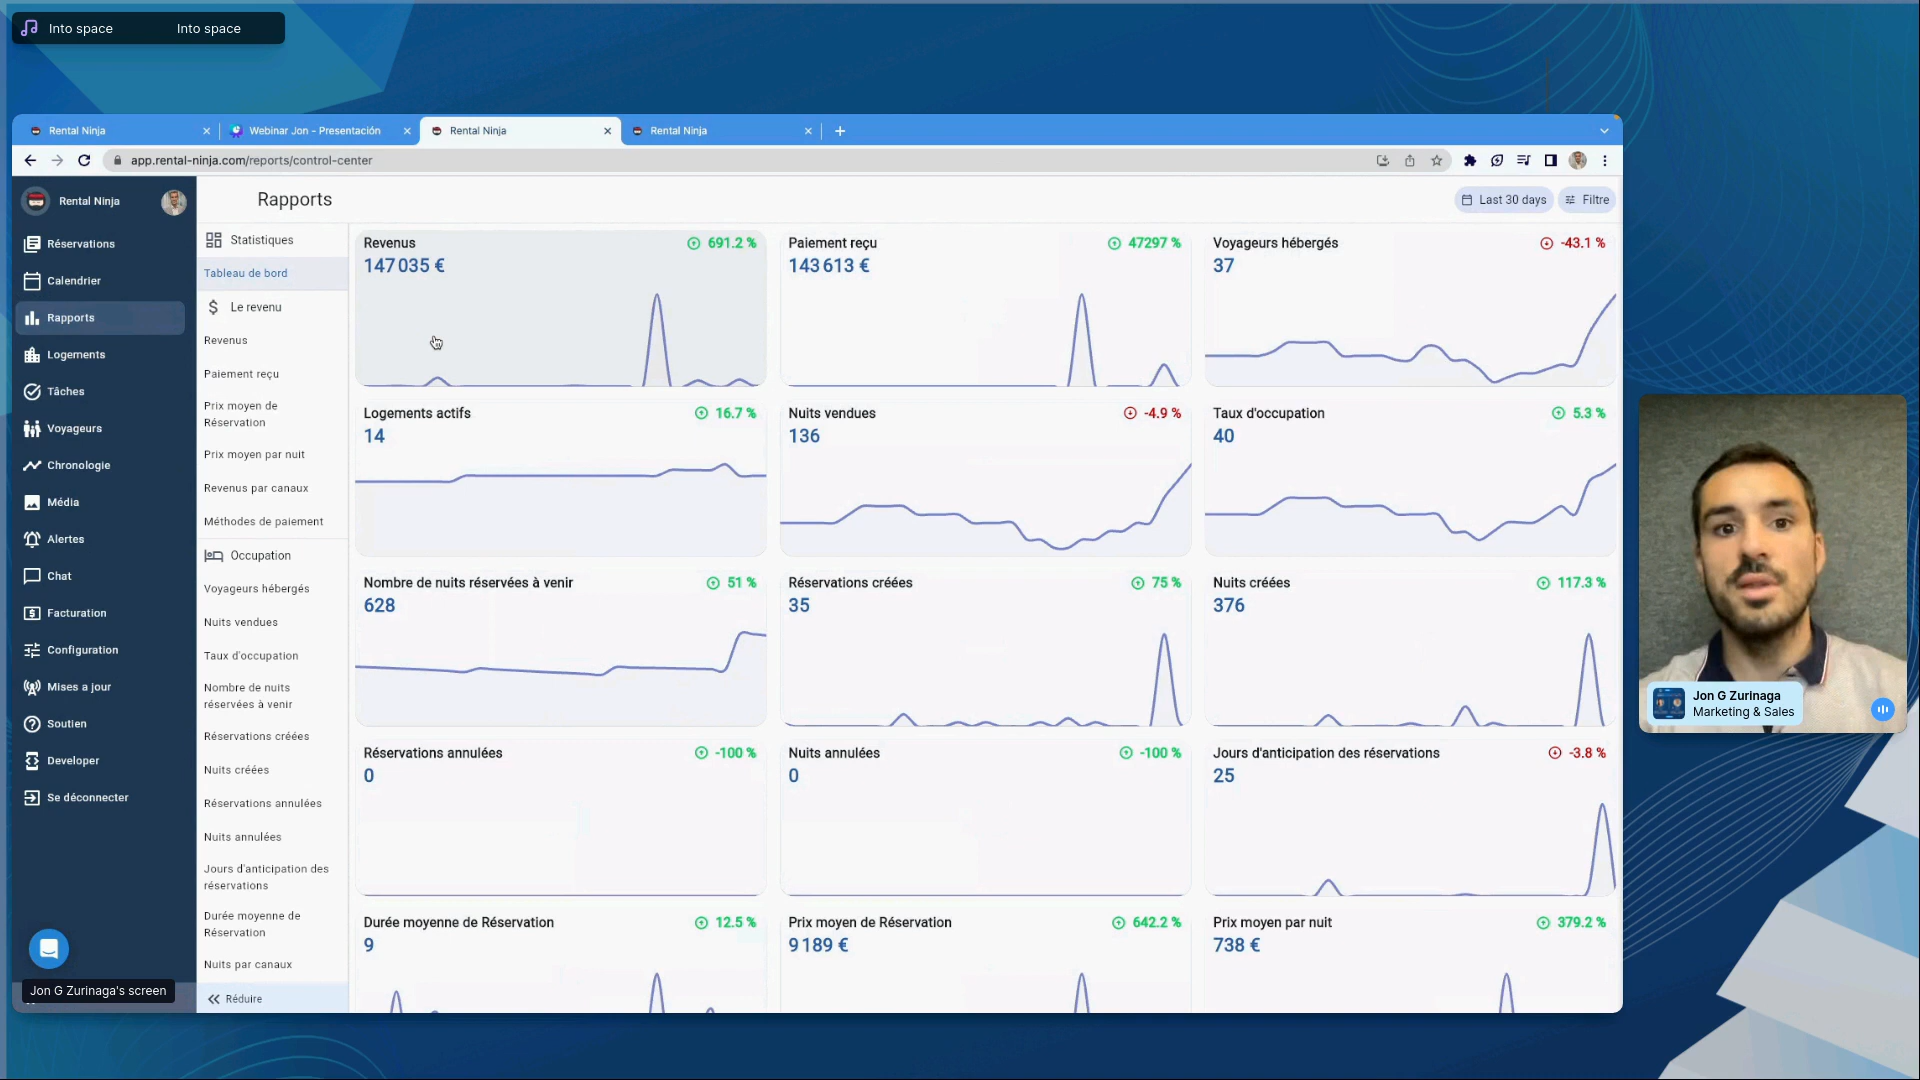 Into space Into space
Rental Ninja
Webinar Jon - Presentación
Rental Ninja
Rental Ninja
app.rental-ninja.com/reports/control-center
Rental Ninja
Réservations
Calendrier
Rapports
Logements
Tâches
Voyageurs
Chronologie
Média
Alertes
Chat
Facturation
Configuration
Mises a jour
Soutien
Developer
Se déconnecter
Jon G Zurinaga's screen
Rapports
Last 30 days
Filtre
Statistiques
Tableau de bord
Le revenu
Revenus
Paiement reçu
Prix moyen de
Réservation
Prix moyen par nuit
Revenus par canaux
Méthodes de paiement
Occupation
Voyageurs hébergés
Nuits vendues
Taux d'occupation
Nombre de nuits
réservées à venir
Réservations créées
Nuits créées
Réservations annulées
Nuits annulées
Jours d'anticipation des
réservations
Durée moyenne de
Réservation
Nuits par canaux
Réduire
Revenus 691.2 %
147 035 €
Paiement reçu 47297 %
143 613 €
Voyageurs hébergés -43.1 %
37
Logements actifs 16.7 %
14
Nuits vendues -4.9 %
136
Taux d'occupation 5.3 %
40
Nombre de nuits réservées à venir 51 %
628
Réservations créées 75 %
35
Nuits créées 117.3 %
376
Réservations annulées -100 %
0
Nuits annulées -100 %
0
Jours d'anticipation des réservations -3.8 %
25
Durée moyenne de Réservation 12.5 %
9
Prix moyen de Réservation 642.2 %
9 189 €
Prix moyen par nuit 379.2 %
738 €
Jon G Zurinaga
Marketing & Sales